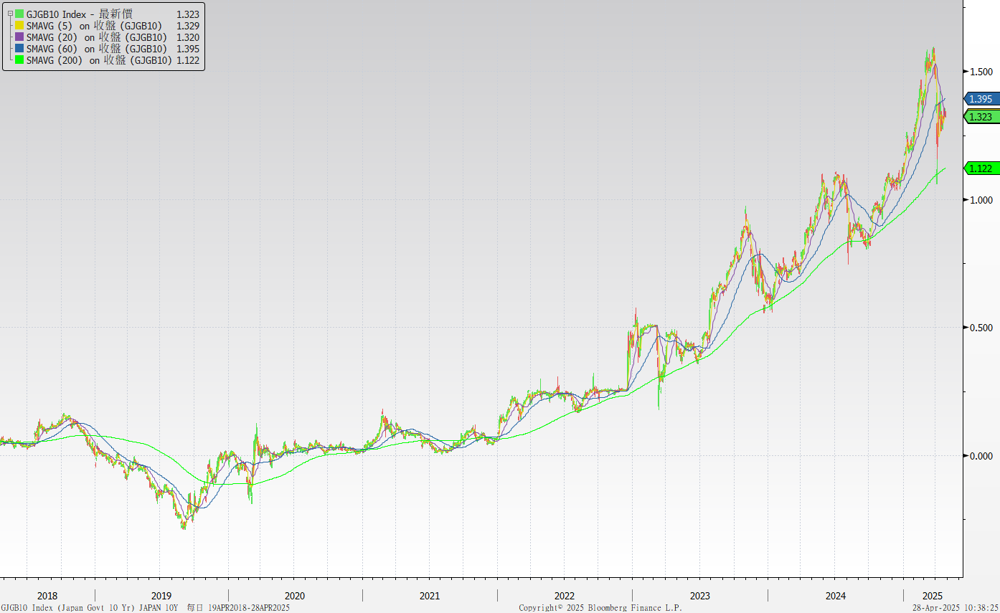 GJGB10 Index - 最新價 1.323
SMAVG (5) on 收盤 (GJGB10) 1.329
SMAVG (20) on 收盤 (GJGB10) 1.320
SMAVG (60) on 收盤 (GJGB10) 1.395
SMAVG (200) on 收盤 (GJGB10) 1.122
1.500
1.395
1.323
1.122
1.000
0.500
0.000
2018 2019 2020 2021 2022 2023 2024 2025
GJGB10 Index (Japan Govt 10 Yr) JAPAN 10Y 每日 19APR2018-28APR2025 Copyright© 2025 Bloomberg Finance L.P. 28-Apr-2025 10:38:25